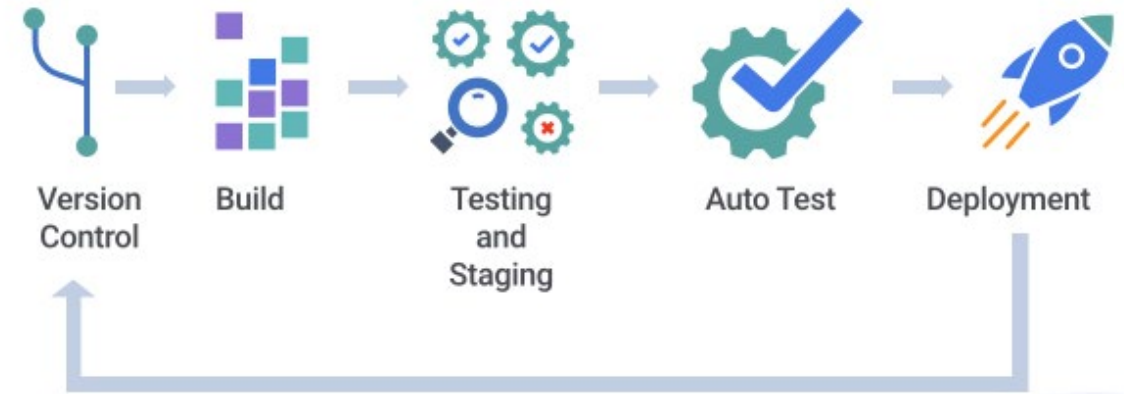 Version
Control
Build
Testing
and
Staging
Auto Test
Deployment